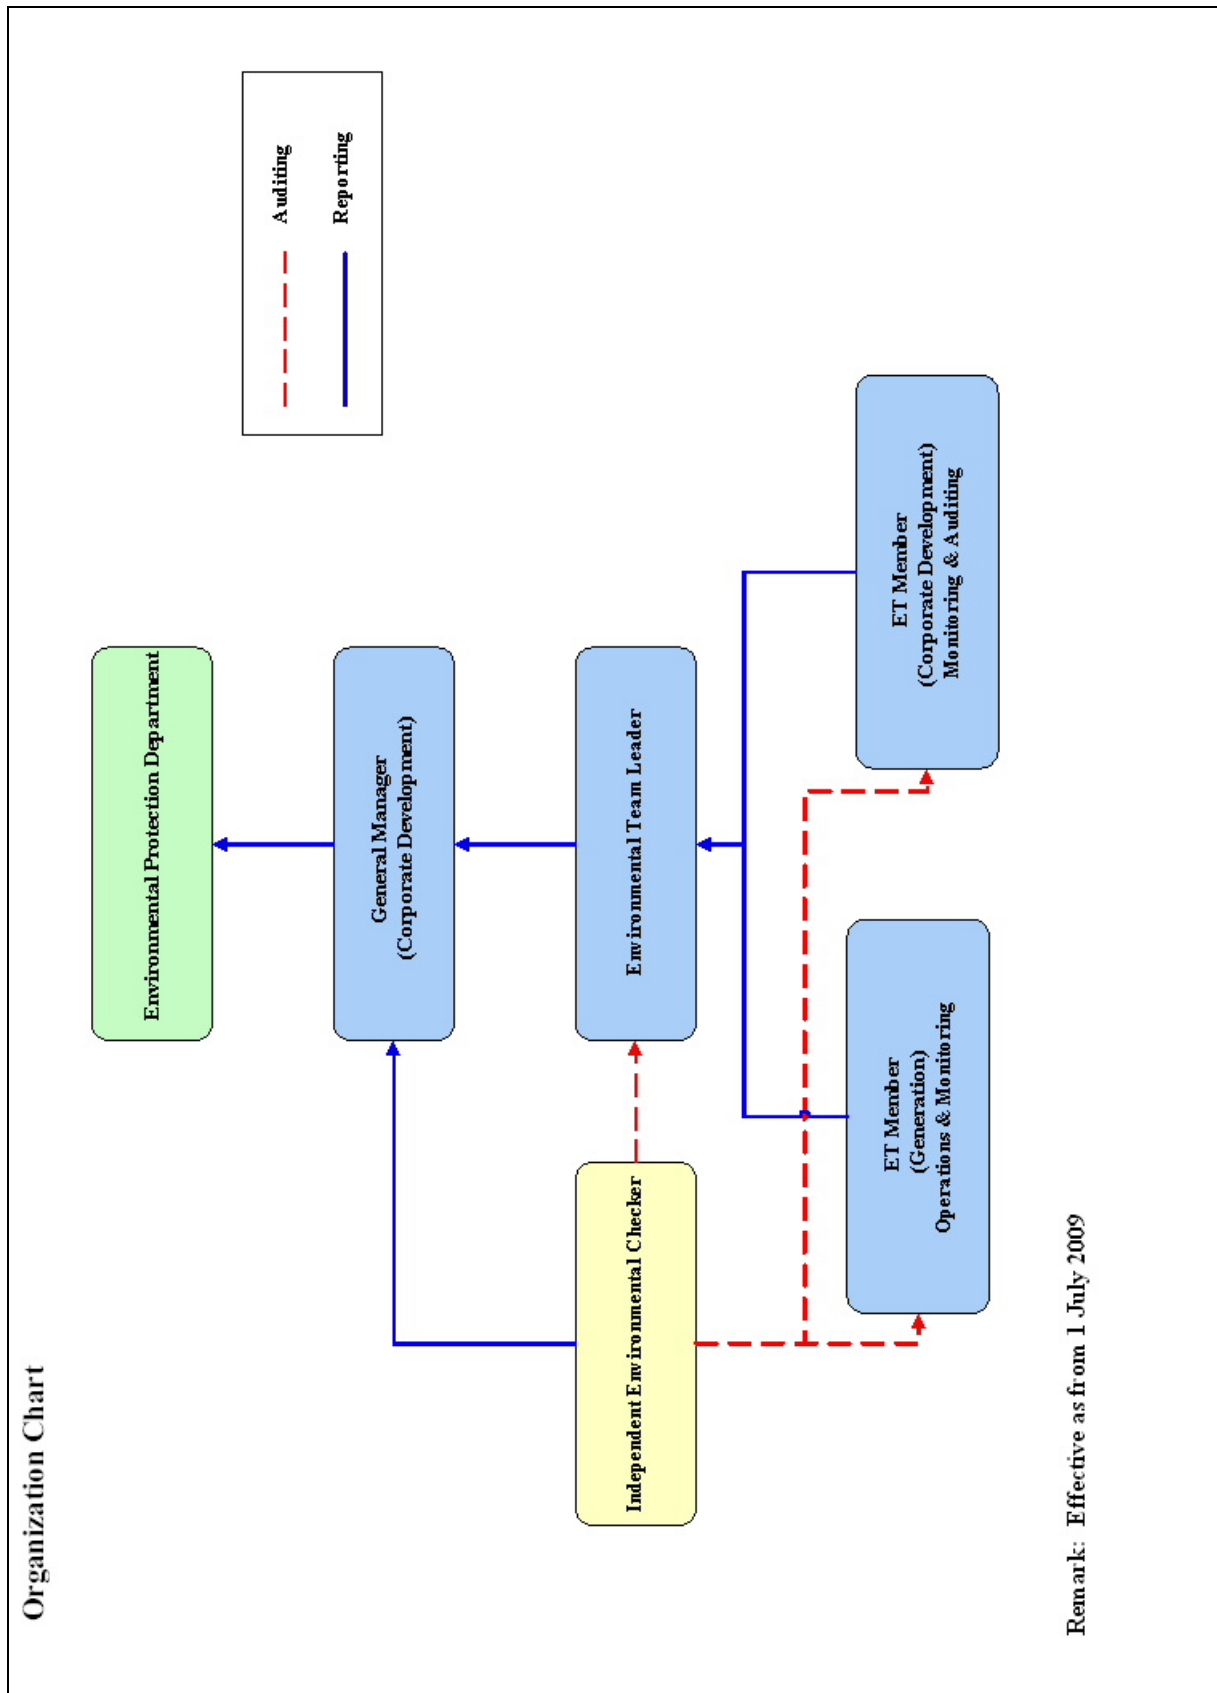 Organization Chart
Environmental Protection Department
Auditing
Reporting
General Manager
(Corporate Development)
Independent Environmental Checker
Environmental Team Leader
ET Member
(Generation)
Operations & Monitoring
ET Member
(Corporate Development)
Monitoring & Auditing
Remark: Effective as from 1 July 2009